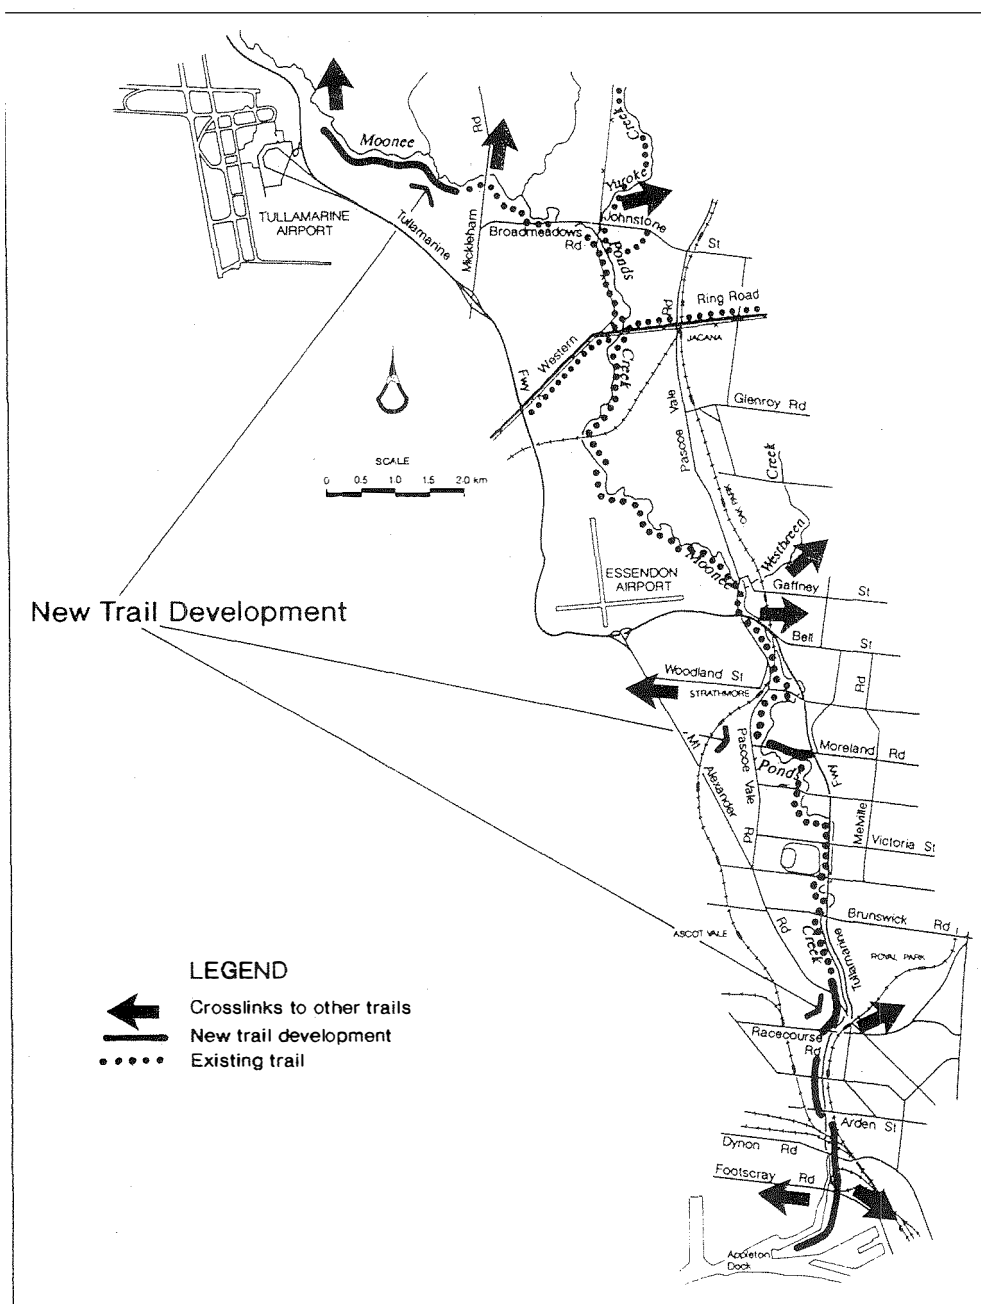 Moonee
Rd
Creek
Yuroke
TULLAMARINE
AIRPORT
Tullamarine
Mickleham
Johnstone
St
Broadmeadows
Rd
Ponds
Ring Road
Rd
JACANA
Western
Fwy
Creek
Glenroy Rd
Pascoe Vale
Creek
SCALE
0 0.5 1.0 1.5 2.0 km
OAK PARK
Westbreen
Moonee
ESSENDON
AIRPORT
Gaffney St
New Trail Development
Bell St
Woodland St
STRATHMORE
Rd
Mt
Alexander
Rd
Pascoe Vale
Rd
Moreland Rd
Ponds
Fwy
Melville
Victoria St
Brunswick Rd
ASCOT VALE
Creek
Tullamarine
ROYAL PARK
LEGEND
Crosslinks to other trails
New trail development
Existing trail
Racecourse
Rd
Arden St
Dynon Rd
Footscray Rd
Appleton
Dock